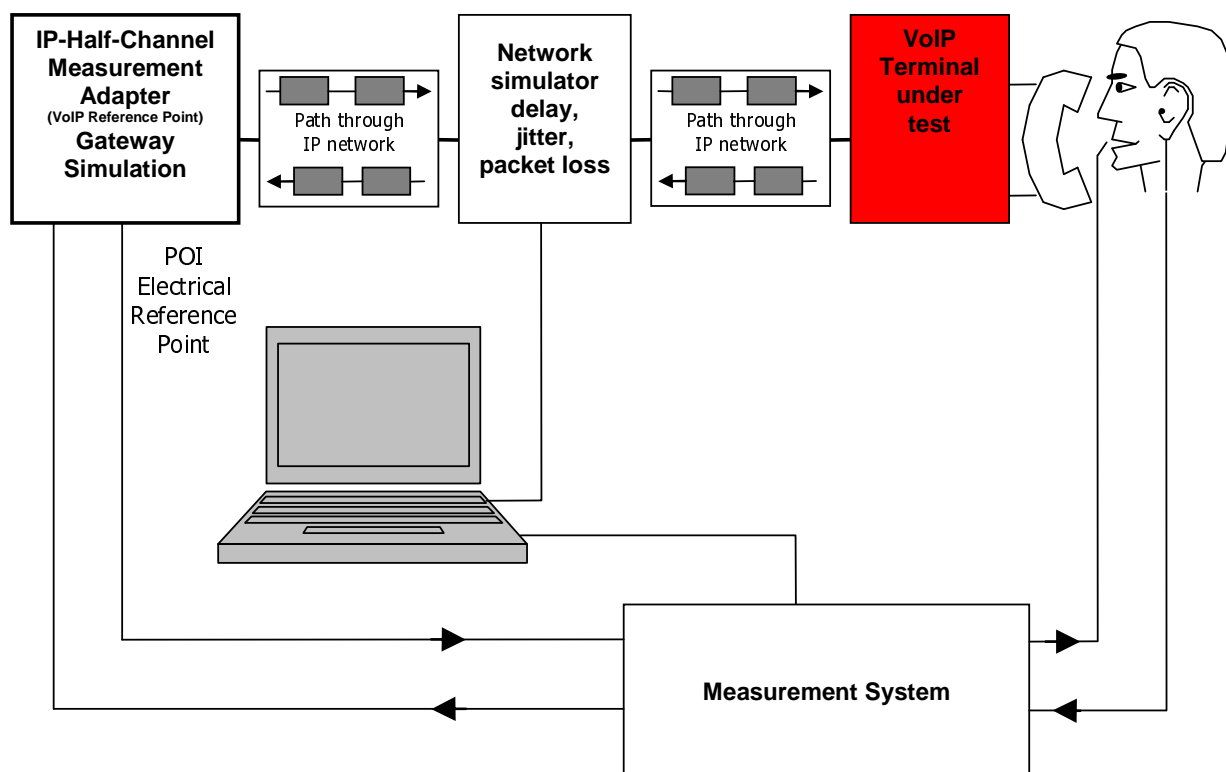 IP-Half-Channel
Measurement
Adapter
(VoIP Reference Point)
Gateway
Simulation
Path through
IP network
Network
simulator
delay,
jitter,
packet loss
Path through
IP network
VoIP
Terminal
under
test
POI
Electrical
Reference
Point
Measurement System